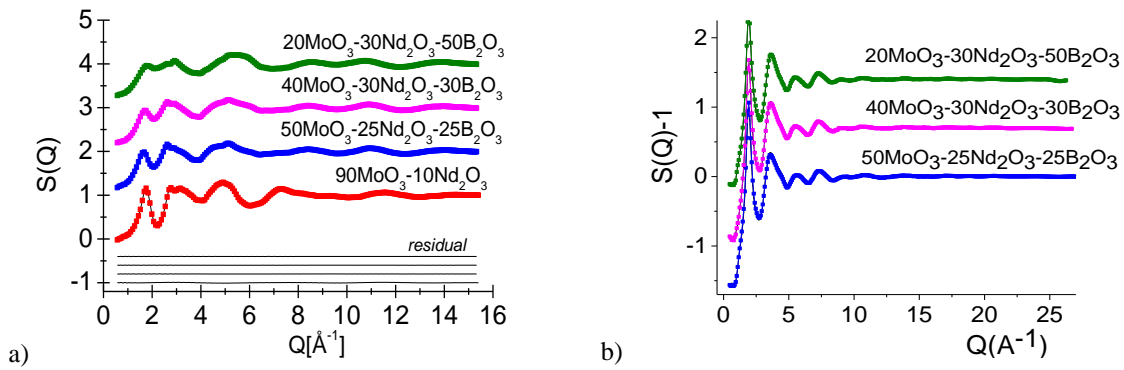 a)
S(Q)
5
4
3
2
1
0
-1
20MoO₃-30Nd₂O₃-50B₂O₃
40MoO₃-30Nd₂O₃-30B₂O₃
50MoO₃-25Nd₂O₃-25B₂O₃
90MoO₃-10Nd₂O₃
residual
0 2 4 6 8 10 12 14 16
Q[Å⁻¹]
b)
S(Q)-1
2
1
0
-1
20MoO₃-30Nd₂O₃-50B₂O₃
40MoO₃-30Nd₂O₃-30B₂O₃
50MoO₃-25Nd₂O₃-25B₂O₃
0 5 10 15 20 25
Q(A⁻¹)